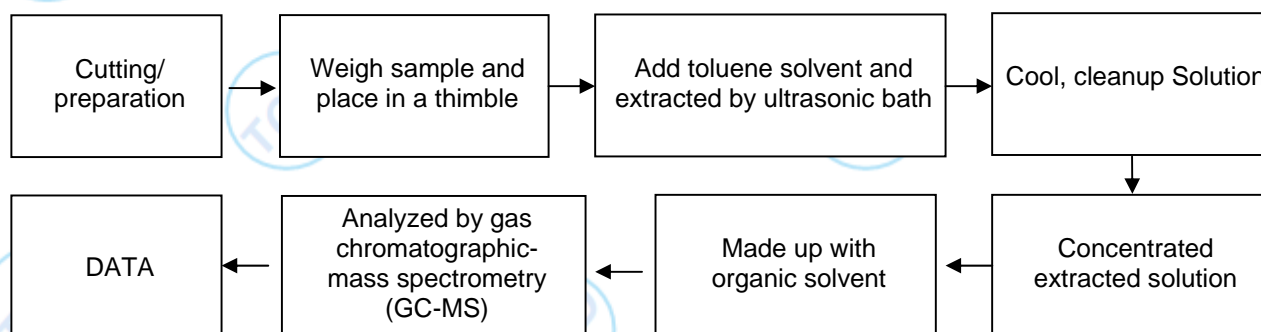 Cutting/
preparation
Weigh sample and
place in a thimble
Add toluene solvent and
extracted by ultrasonic bath
Cool, cleanup Solution
Concentrated
extracted solution
Made up with
organic solvent
Analyzed by gas
chromatographic-
mass spectrometry
(GC-MS)
DATA